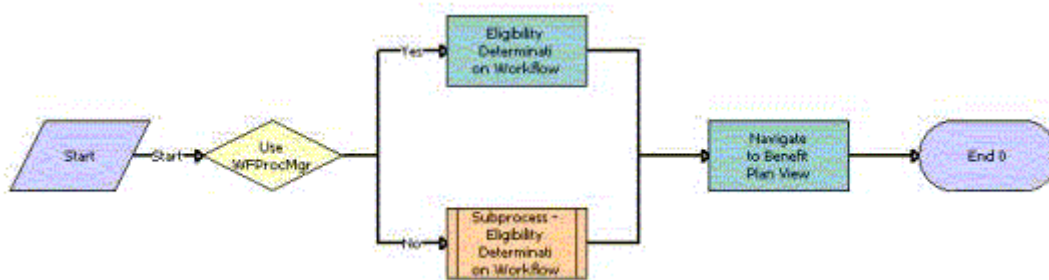 Eligibility
Determinati
on Workflow
Yes
Start
Start
Use
WFProcMgr
Navigate
to Benefit
Plan View
End 0
No
Subprocess -
Eligibility
Determinati
on Workflow